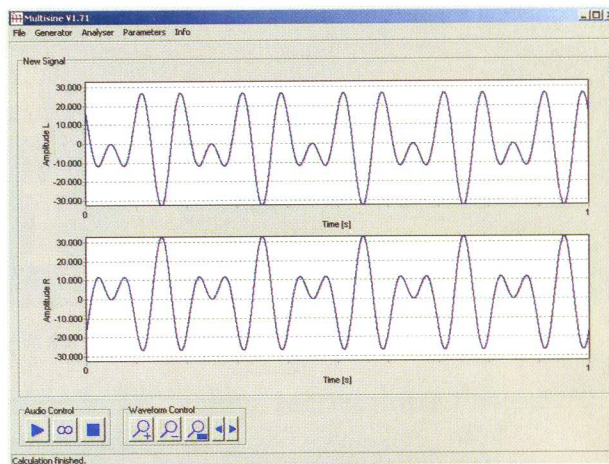 Multisine V1.71
File Generator Analyser Parameters Info
New Signal
Amplitude L
30.000
20.000
10.000
0
-10.000
-20.000
-30.000
0
1
Time [s]
Amplitude R
30.000
20.000
10.000
0
-10.000
-20.000
-30.000
0
1
Time [s]
Audio Control
Waveform Control
Calculation finished.